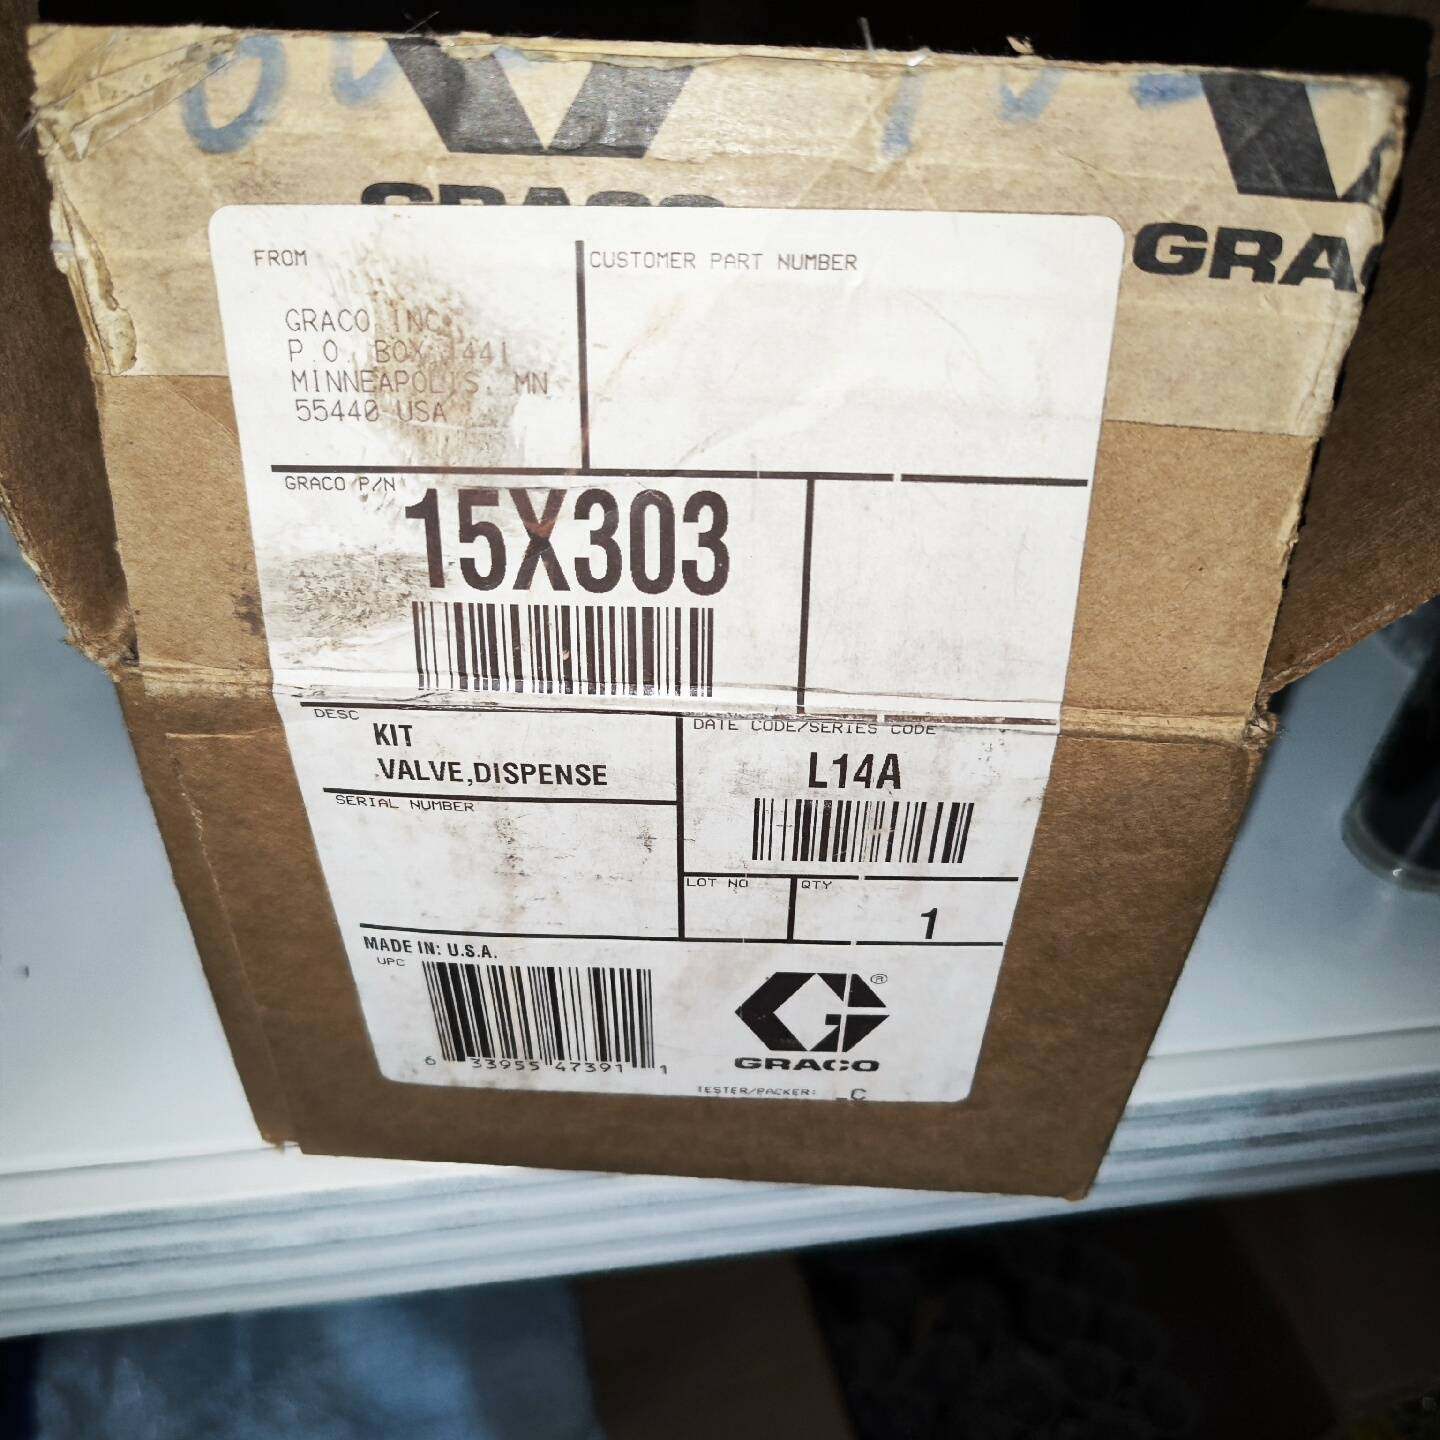 GRACO
GRA
FROM
CUSTOMER PART NUMBER
GRACO INC.
P.O. BOX 1441
MINNEAPOLIS, MN
55440 USA
GRACO P/N
15X303
DESC
KIT
VALVE,DISPENSE
DATE CODE/SERIES CODE
L14A
SERIAL NUMBER
LOT NO
QTY
1
MADE IN: U.S.A.
UPC
6 33955 47391 1
®
GRACO
TESTER/PACKER: _C